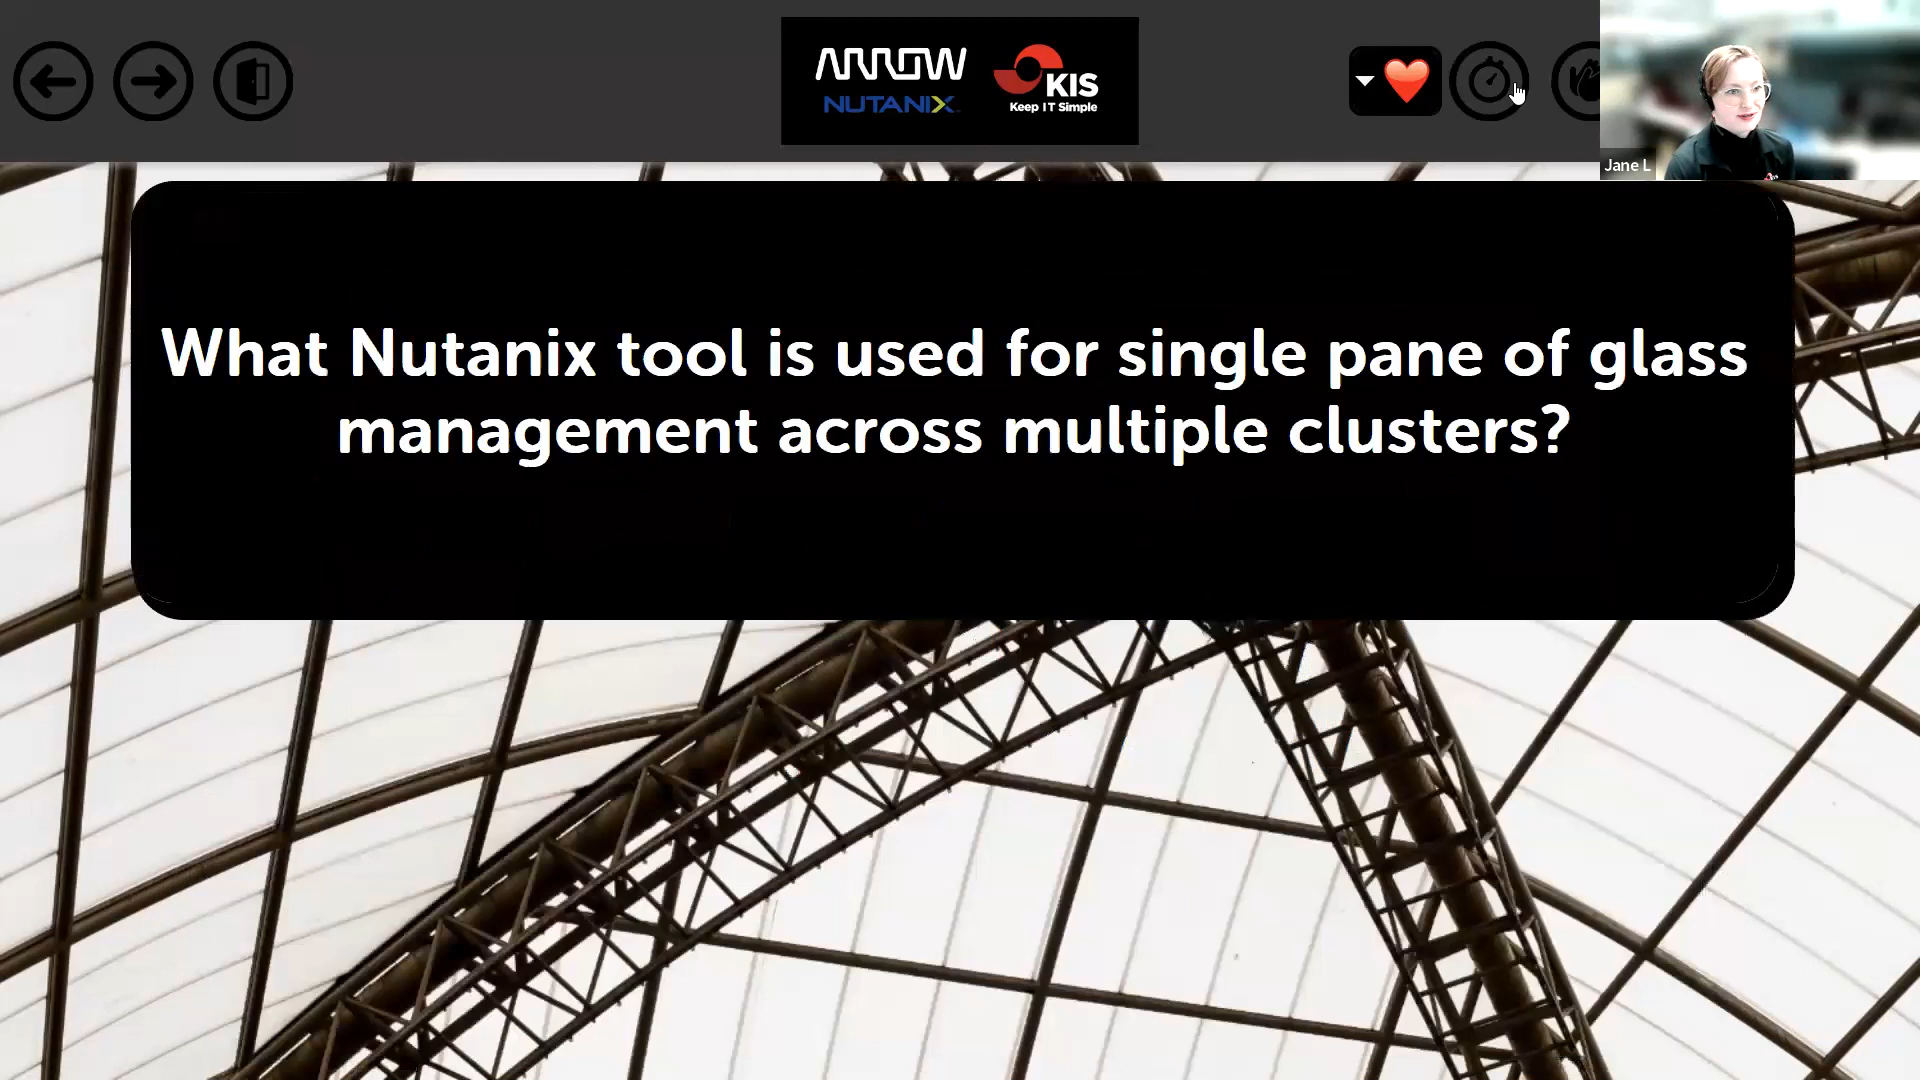 ARROW
NUTANIX
KIS
Keep IT Simple
Jane L
What Nutanix tool is used for single pane of glass
management across multiple clusters?